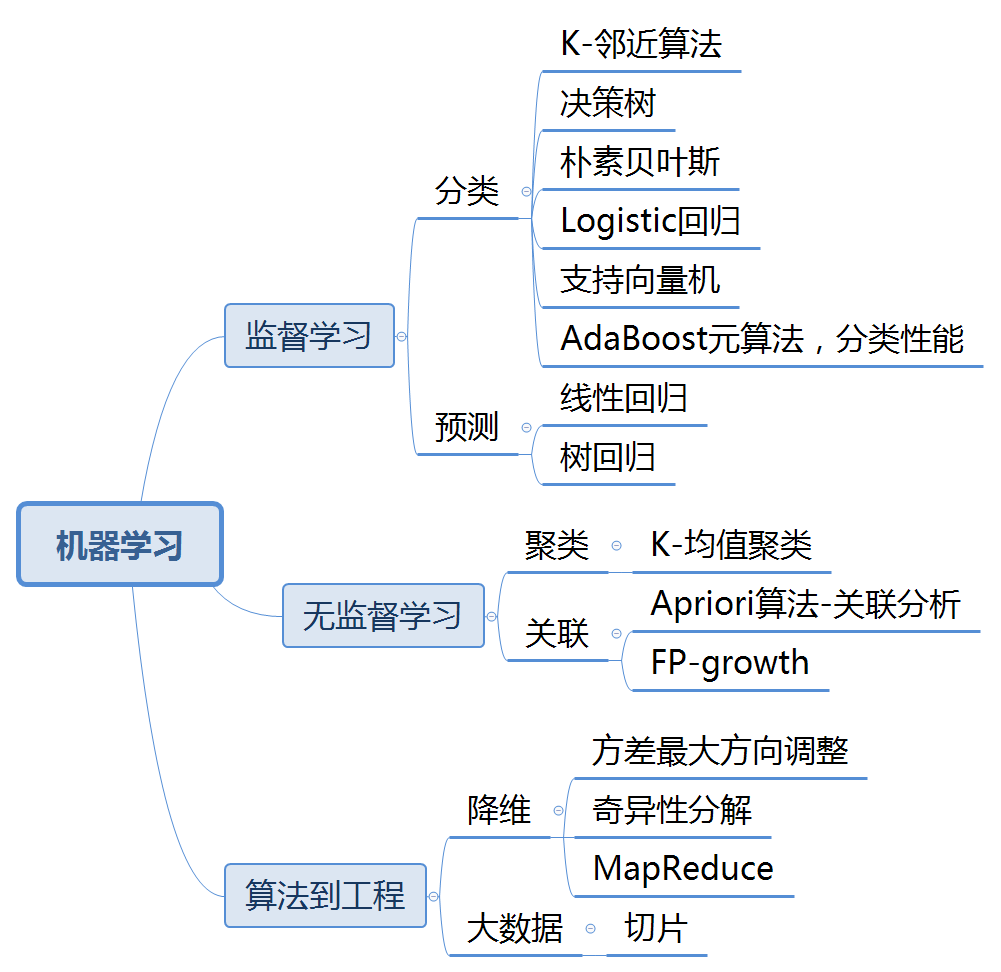 K-邻近算法
决策树
朴素贝叶斯
分类
Logistic回归
支持向量机
监督学习
AdaBoost元算法，分类性能
线性回归
预测
树回归
机器学习
聚类
K-均值聚类
无监督学习
Apriori算法-关联分析
关联
FP-growth
方差最大方向调整
降维
奇异性分解
MapReduce
算法到工程
大数据
切片